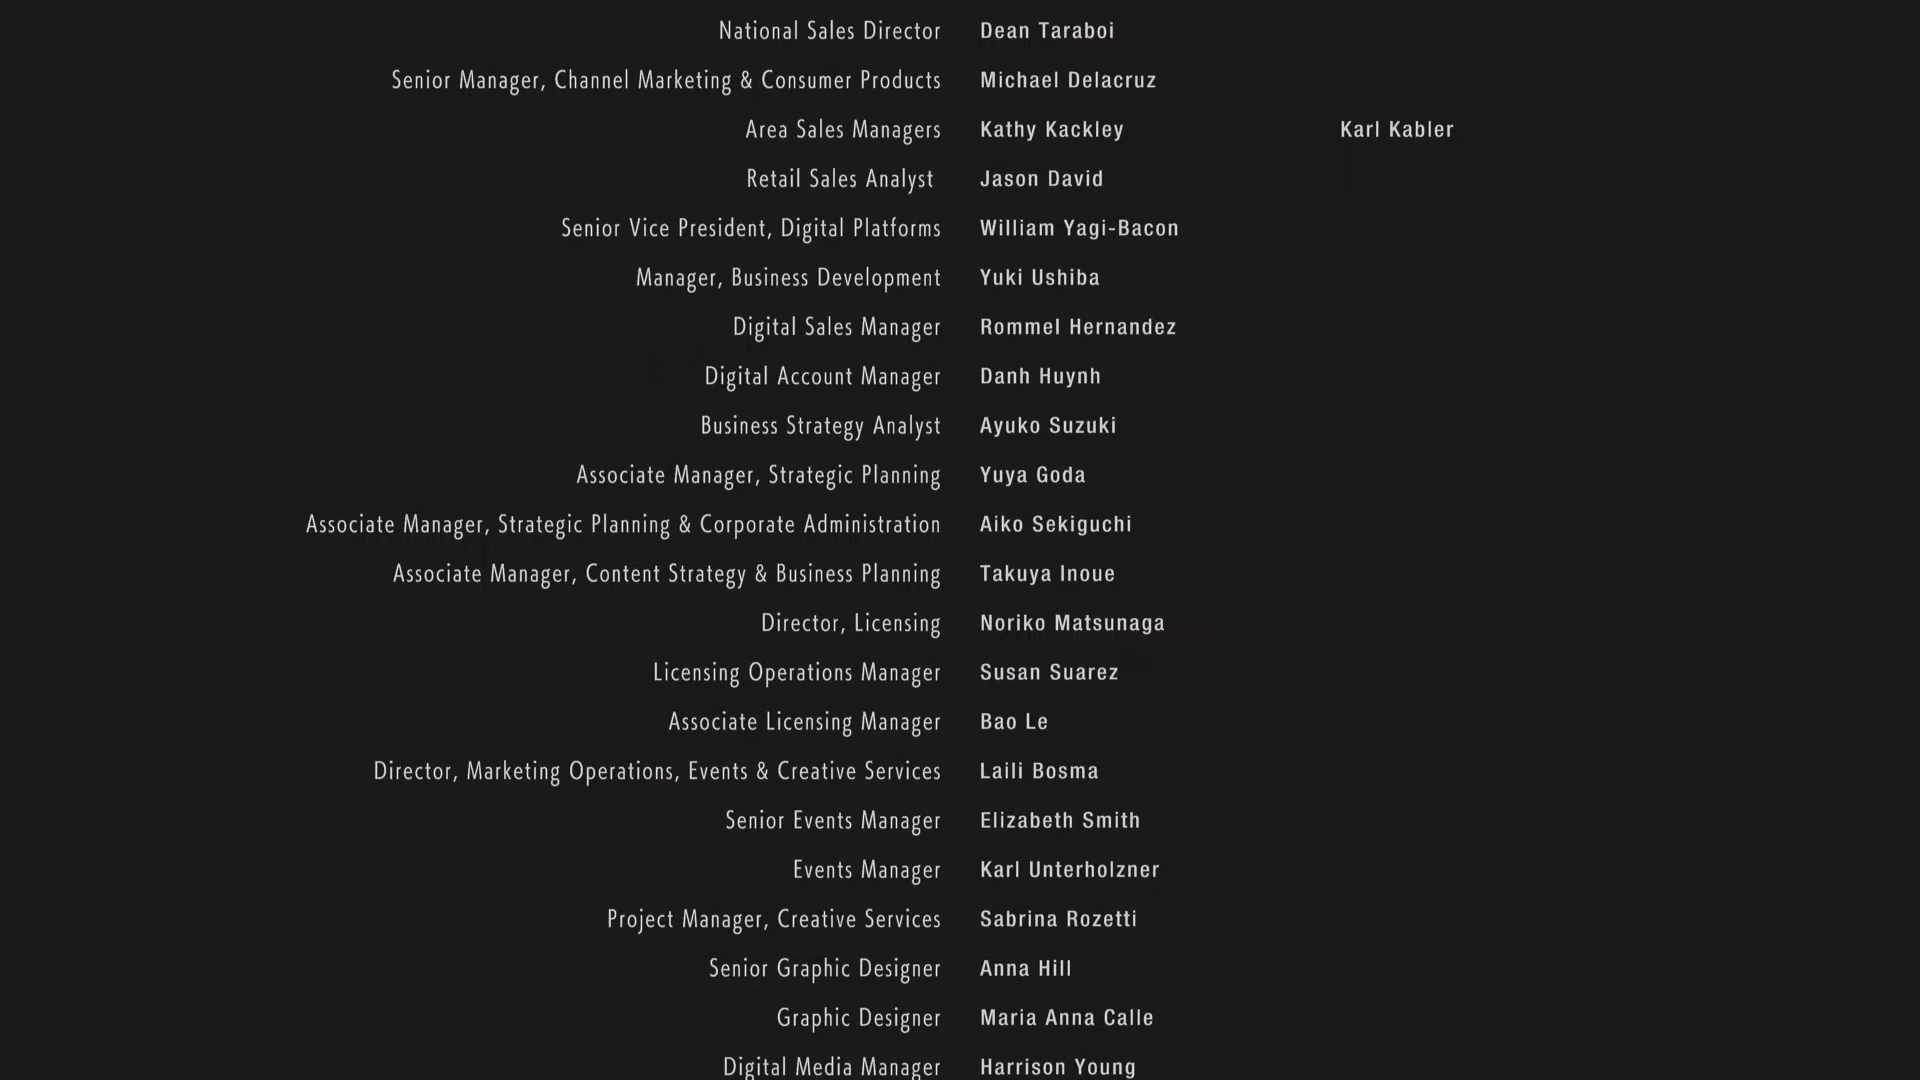 National Sales Director Dean Taraboi
Senior Manager, Channel Marketing & Consumer Products Michael Delacruz
Area Sales Managers Kathy Kackley Karl Kabler
Retail Sales Analyst Jason David
Senior Vice President, Digital Platforms William Yagi-Bacon
Manager, Business Development Yuki Ushiba
Digital Sales Manager Rommel Hernandez
Digital Account Manager Danh Huynh
Business Strategy Analyst Ayuko Suzuki
Associate Manager, Strategic Planning Yuya Goda
Associate Manager, Strategic Planning & Corporate Administration Aiko Sekiguchi
Associate Manager, Content Strategy & Business Planning Takuya Inoue
Director, Licensing Noriko Matsunaga
Licensing Operations Manager Susan Suarez
Associate Licensing Manager Bao Le
Director, Marketing Operations, Events & Creative Services Laili Bosma
Senior Events Manager Elizabeth Smith
Events Manager Karl Unterholzner
Project Manager, Creative Services Sabrina Rozetti
Senior Graphic Designer Anna Hill
Graphic Designer Maria Anna Calle
Digital Media Manager Harrison Young